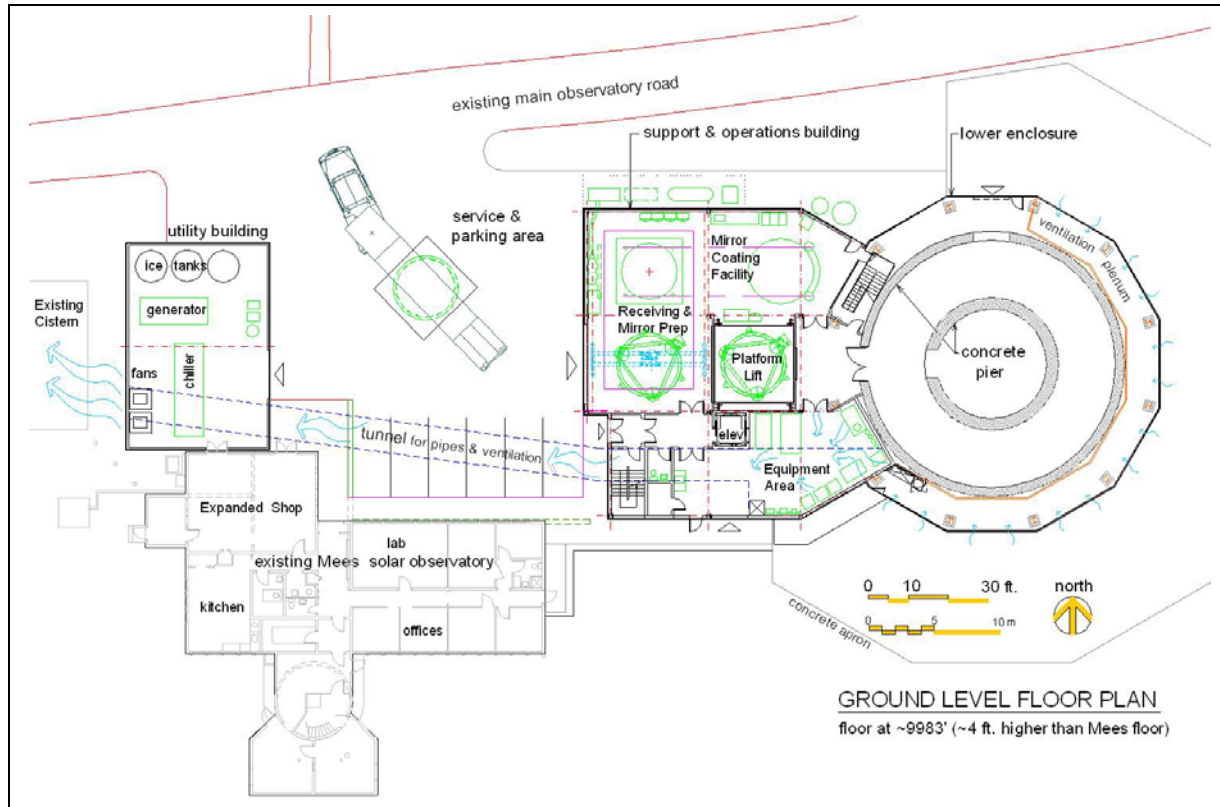 existing main observatory road
support & operations building
lower enclosure
service &
parking area
utility building
ice tanks
generator
Existing
Cistern
fans
chiller
Mirror
Coating
Facility
Receiving &
Mirror Prep
Platform
Lift
ventilation
plenum
concrete
pier
elev
tunnel for pipes & ventilation
Equipment
Area
Expanded Shop
lab
existing Mees solar observatory
kitchen
offices
concrete apron
0 10 30 ft.
0 5 10 m
north
GROUND LEVEL FLOOR PLAN
floor at ~9983' (~4 ft. higher than Mees floor)